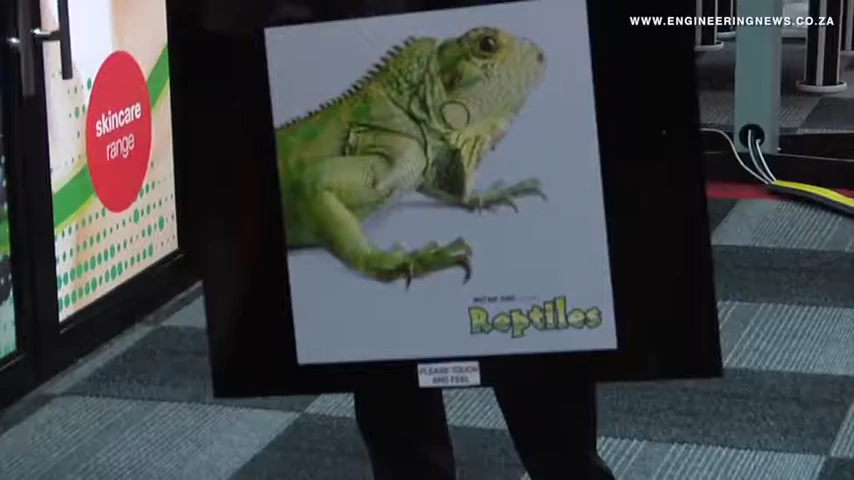 WWW.ENGINEERINGNEWS.CO.ZA
skincare
range
Reptiles
PLEASE TOUCH
AND FEEL